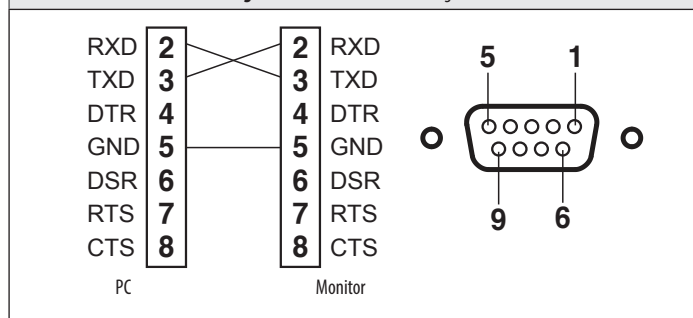 RXD 2 2 RXD
TXD 3 3 TXD
DTR 4 4 DTR
GND 5 5 GND
DSR 6 6 DSR
RTS 7 7 RTS
CTS 8 8 CTS
PC Monitor
5 1
9 6